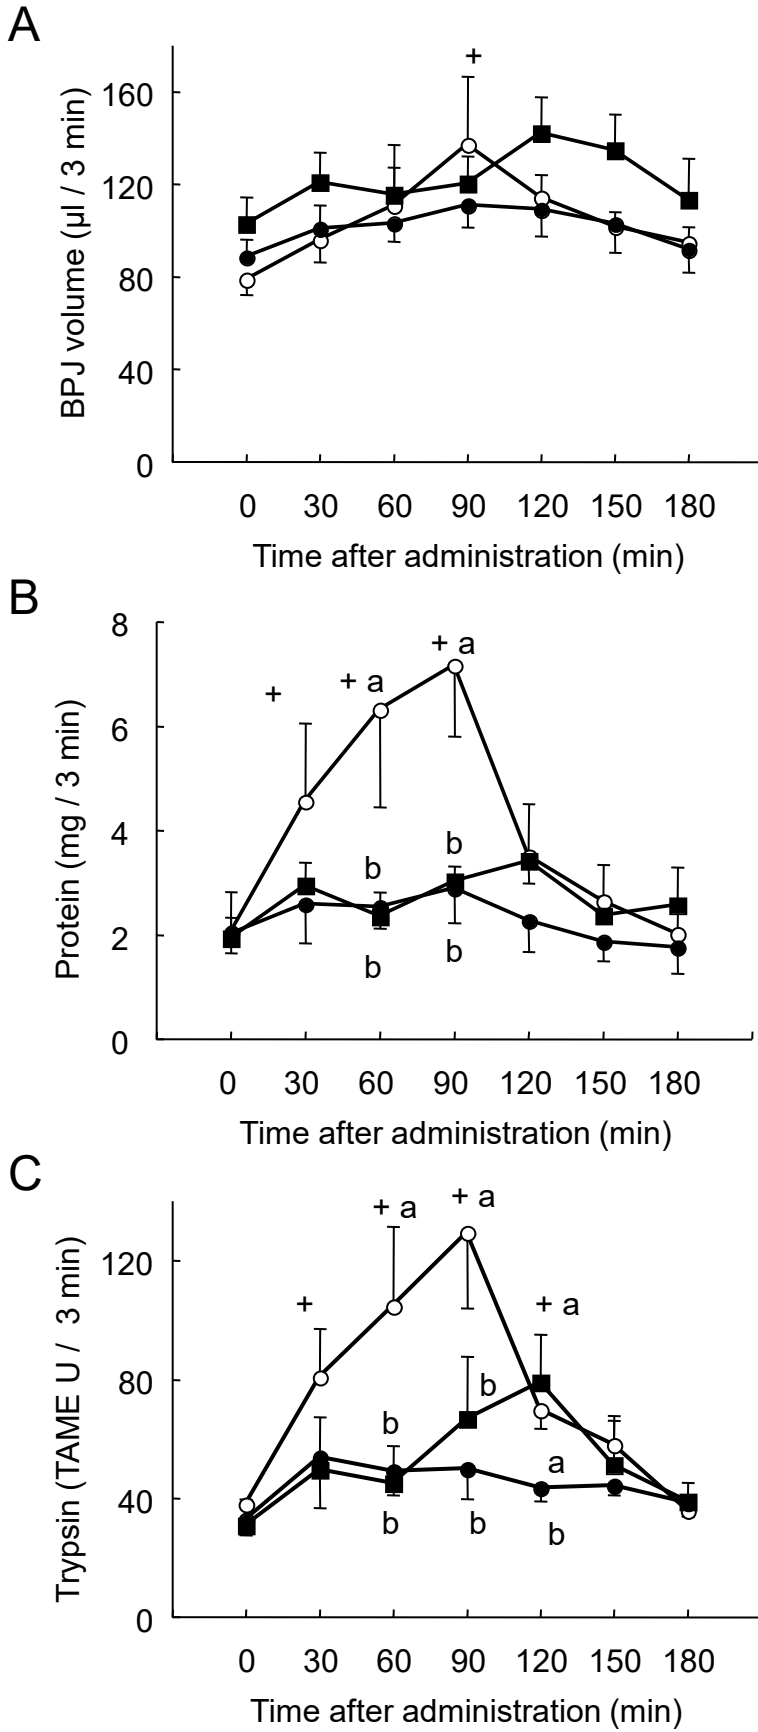 A
+
BPJ volume (µl / 3 min)
160
120
80
40
0
0 30 60 90 120 150 180
Time after administration (min)
B
Protein (mg / 3 min)
8
6
4
2
0
+
+ a
+ a
b
b
b
b
0 30 60 90 120 150 180
Time after administration (min)
C
Trypsin (TAME U / 3 min)
120
80
40
0
+
+ a
+ a
+ a
b
b
a
b
b
b
0 30 60 90 120 150 180
Time after administration (min)